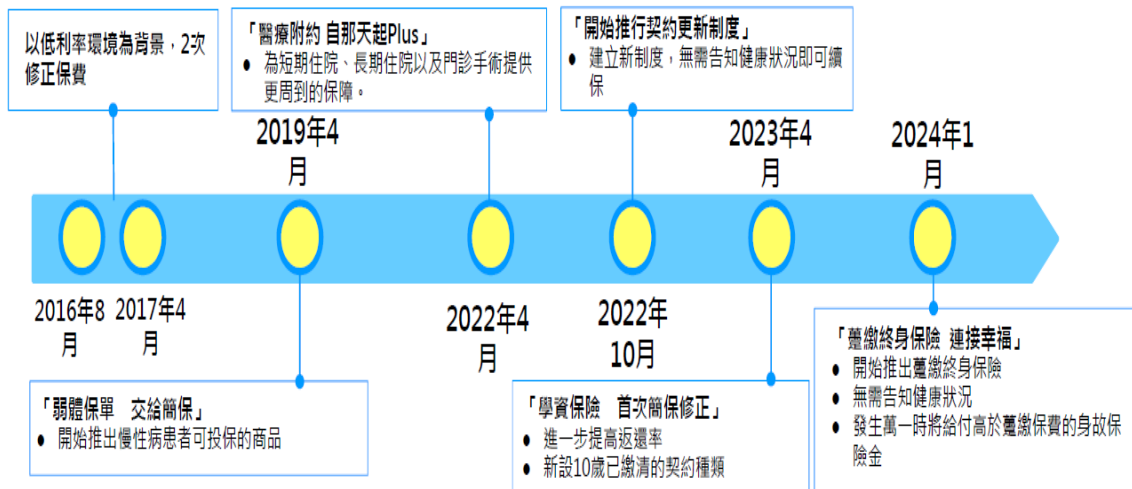 以低利率環境為背景，2次
修正保費
「醫療附約 自那天起Plus」
● 為短期住院、長期住院以及門診手術提供
更周到的保障。
「開始推行契約更新制度」
● 建立新制度，無需告知健康狀況即可續
保
2019年4
月
2023年4
月
2024年1
月
2016年8
月
2017年4
月
2022年4
月
2022年
10月
「弱體保單　交給簡保」
● 開始推出慢性病患者可投保的商品
「學資保險　首次簡保修正」
● 進一步提高返還率
● 新設10歲已繳清的契約種類
「躉繳終身保險 連接幸福」
● 開始推出躉繳終身保險
● 無需告知健康狀況
● 發生萬一時將給付高於躉繳保費的身故保
險金